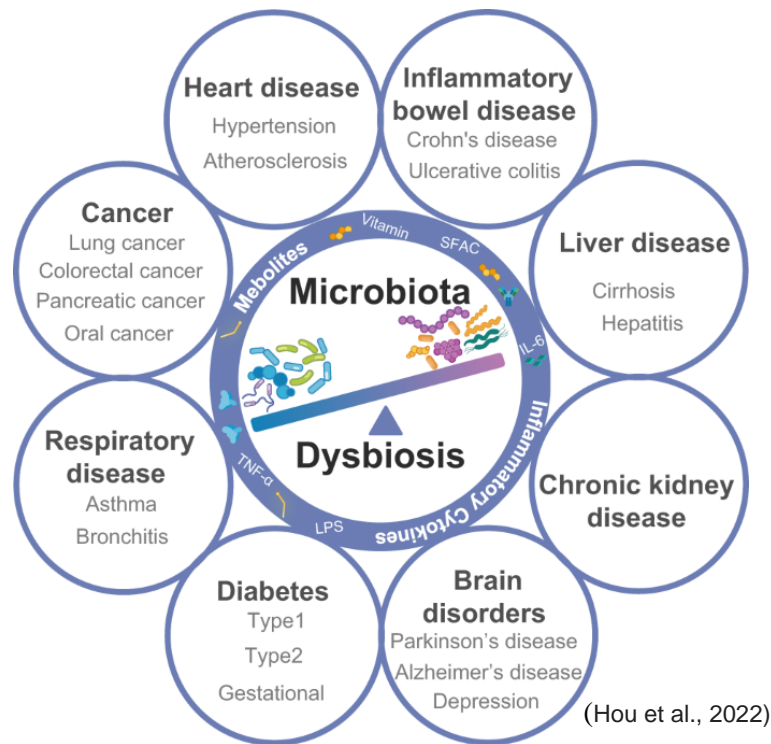 Heart disease
Hypertension
Atherosclerosis
Inflammatory
bowel disease
Crohn's disease
Ulcerative colitis
Cancer
Lung cancer
Colorectal cancer
Pancreatic cancer
Oral cancer
Liver disease
Cirrhosis
Hepatitis
Mebolites
Vitamin
SFAC
IL-6
Microbiota
Dysbiosis
TNF-α
LPS
Inflammatory Cytokines
Respiratory
disease
Asthma
Bronchitis
Chronic kidney
disease
Diabetes
Type1
Type2
Gestational
Brain
disorders
Parkinson's disease
Alzheimer's disease
Depression
(Hou et al., 2022)